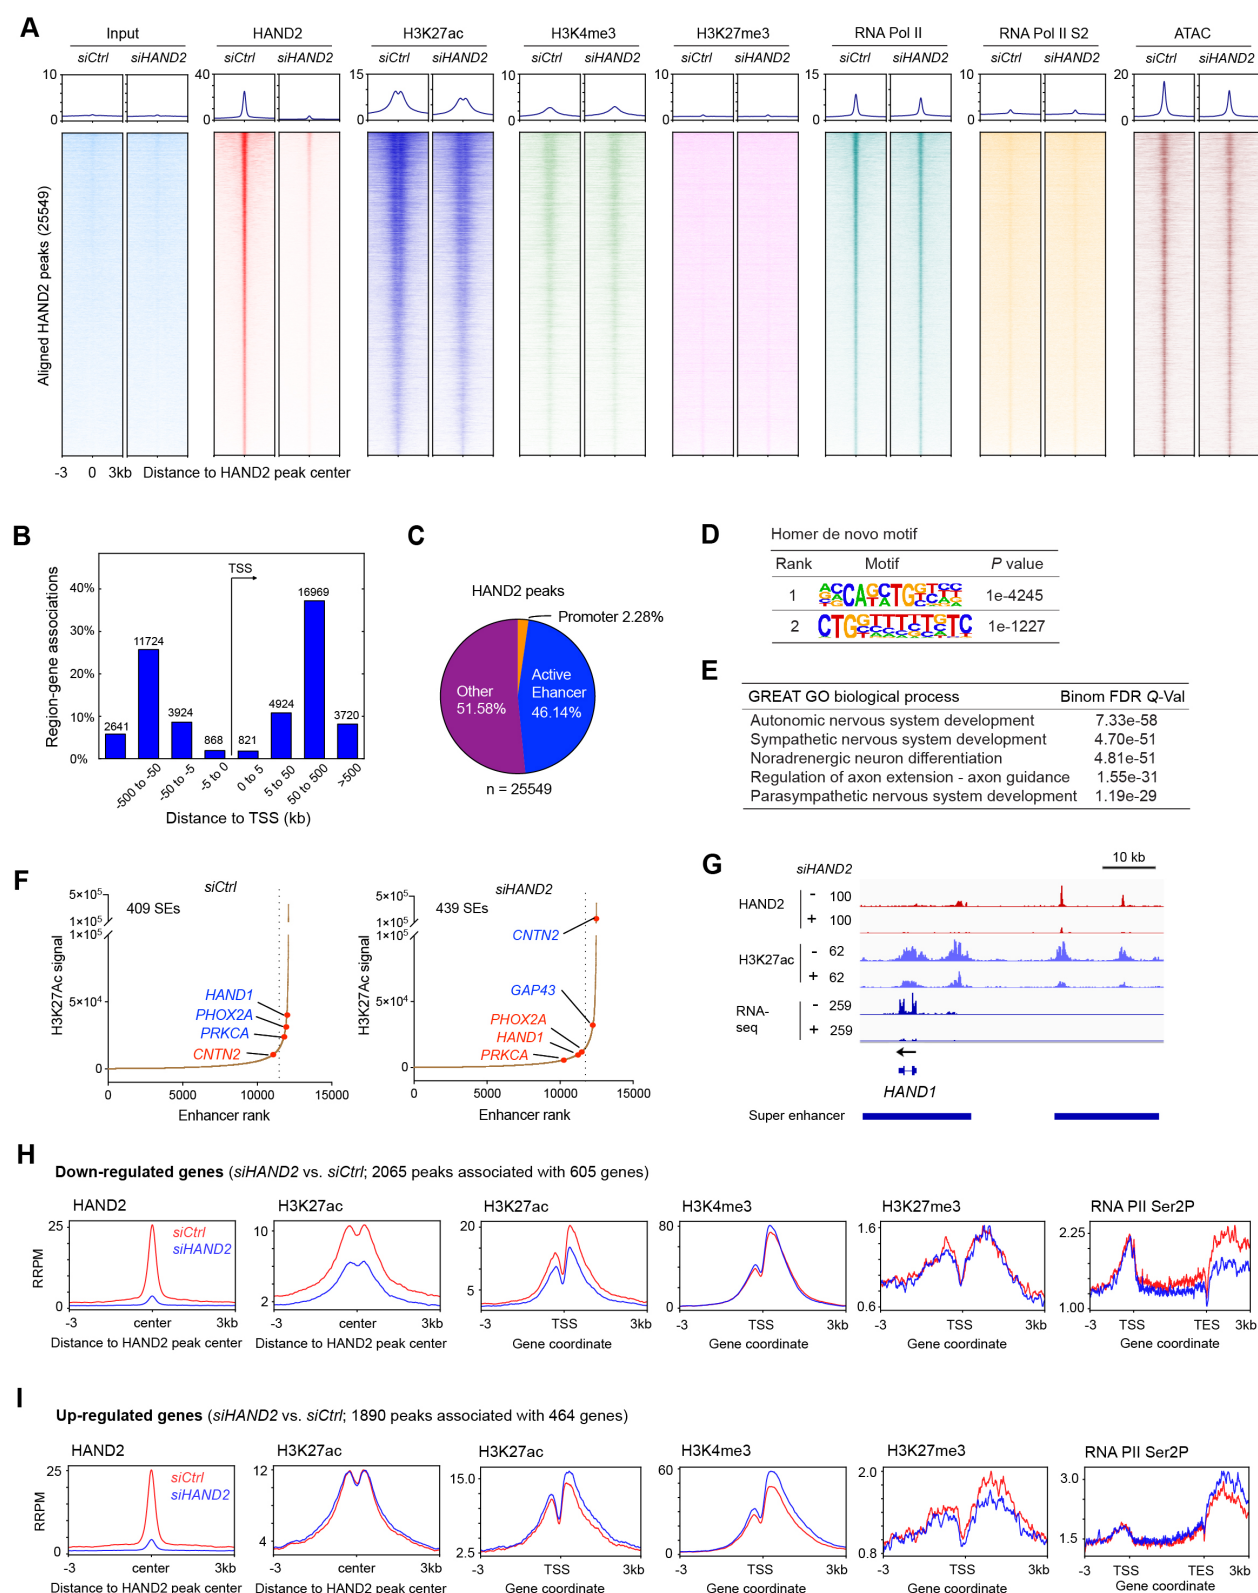 A
Input HAND2 H3K27ac H3K4me3 H3K27me3 RNA Pol II RNA Pol II S2 ATAC
siCtrl siHAND2 siCtrl siHAND2 siCtrl siHAND2 siCtrl siHAND2 siCtrl siHAND2 siCtrl siHAND2 siCtrl siHAND2 siCtrl siHAND2
10 40 15 10 10 15 10 20
0 0 0 0 0 0 0 0
Aligned HAND2 peaks (25549)
-3 0 3kb Distance to HAND2 peak center
B
Region-gene associations
40%
30%
20%
10%
0%
TSS
2641 11724 3924 868 821 4924 16969 3720
-500 to -50 -50 to -5 -5 to 0 0 to 5 5 to 50 50 to 500 >500
Distance to TSS (kb)
C
HAND2 peaks
Promoter 2.28%
Active
Ehancer
46.14%
Other
51.58%
n = 25549
D
Homer de novo motif
Rank Motif P value
1 1e-4245
2 1e-1227
E
GREAT GO biological process Binom FDR Q-Val
Autonomic nervous system development 7.33e-58
Sympathetic nervous system development 4.70e-51
Noradrenergic neuron differentiation 4.81e-51
Regulation of axon extension - axon guidance 1.55e-31
Parasympathetic nervous system development 1.19e-29
F
siCtrl
409 SEs
H3K27Ac signal
5×10⁵
1×10⁵
1×10⁵
5×10⁴
0
HAND1
PHOX2A
PRKCA
CNTN2
0 5000 10000 15000
Enhancer rank
siHAND2
439 SEs
H3K27Ac signal
5×10⁵
1×10⁵
1×10⁵
5×10⁴
0
CNTN2
GAP43
PHOX2A
HAND1
PRKCA
0 5000 10000 15000
Enhancer rank
G
10 kb
siHAND2
HAND2 - 100
+ 100
H3K27ac - 62
+ 62
RNA-seq - 259
+ 259
HAND1
Super enhancer
H
Down-regulated genes (siHAND2 vs. siCtrl; 2065 peaks associated with 605 genes)
HAND2 H3K27ac H3K27ac H3K4me3 H3K27me3 RNA PII Ser2P
RRPM
siCtrl
siHAND2
25 10 20 80 1.6 2.25
0 2 5 0 0.6 1.00
-3 center 3kb -3 center 3kb -3 TSS 3kb -3 TSS 3kb -3 TSS 3kb -3 TSS TES 3kb
Distance to HAND2 peak center Distance to HAND2 peak center Gene coordinate Gene coordinate Gene coordinate Gene coordinate
I
Up-regulated genes (siHAND2 vs. siCtrl; 1890 peaks associated with 464 genes)
HAND2 H3K27ac H3K27ac H3K4me3 H3K27me3 RNA PII Ser2P
RRPM
siCtrl
siHAND2
25 12 15.0 60 2.0 3.0
0 4 2.5 0 0.8 1.5
-3 center 3kb -3 center 3kb -3 TSS 3kb -3 TSS 3kb -3 TSS 3kb -3 TSS TES 3kb
Distance to HAND2 peak center Distance to HAND2 peak center Gene coordinate Gene coordinate Gene coordinate Gene coordinate